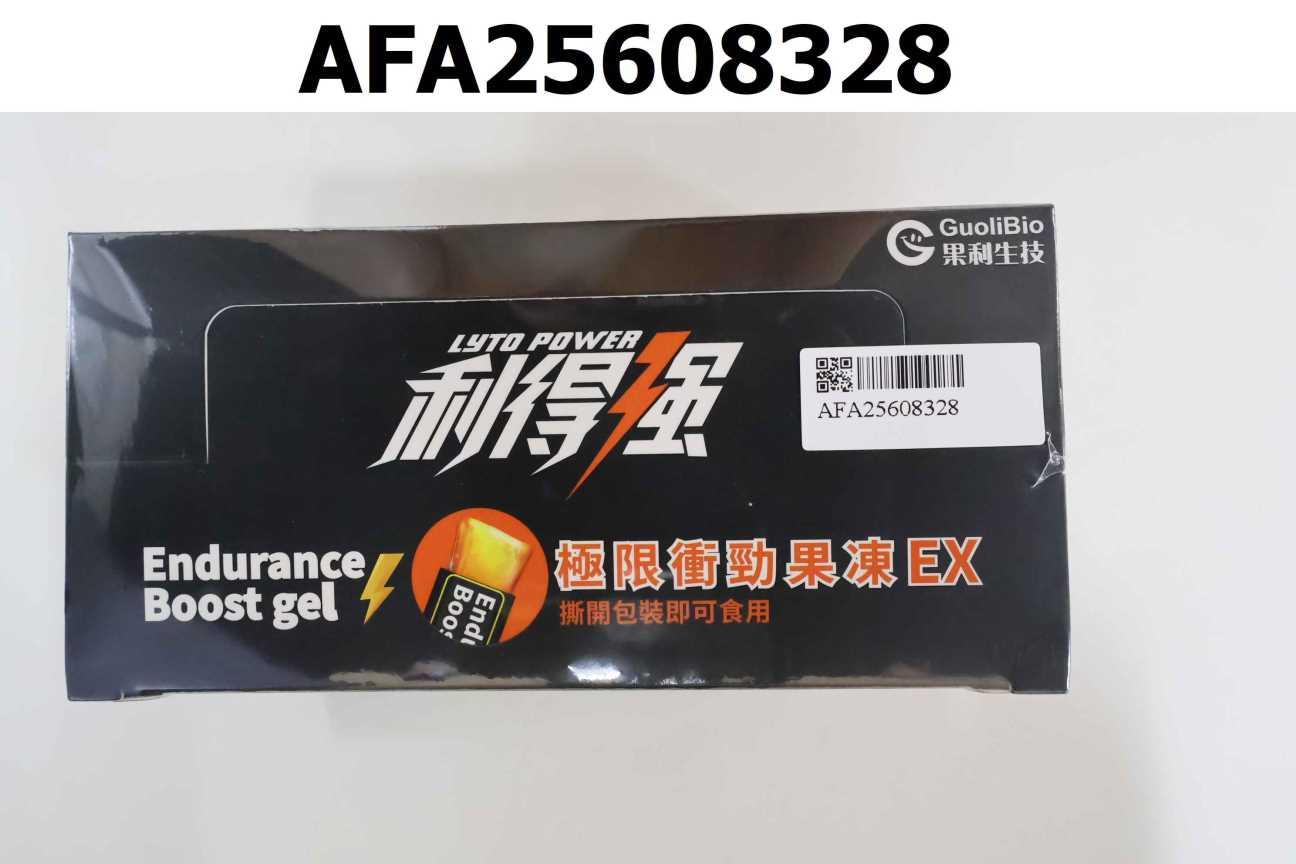 AFA25608328
GuoliBio
果利生技
LYTO POWER
利得强
AFA25608328
Endurance
Boost gel
極限衝勁果凍EX
撕開包裝即可食用